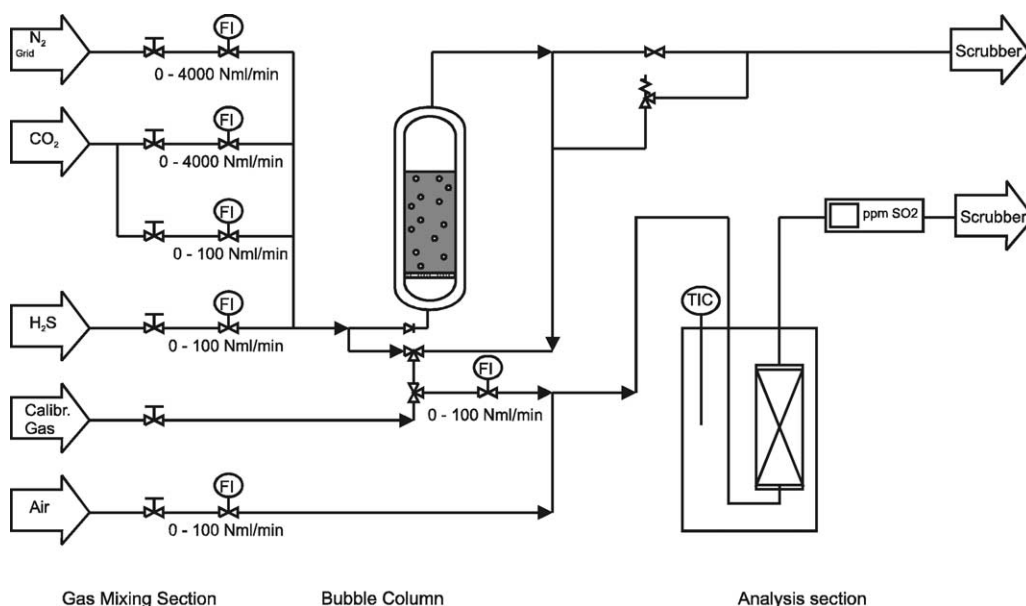 N2
Grid
FI
0 - 4000 Nml/min
CO2
FI
0 - 4000 Nml/min
FI
0 - 100 Nml/min
H2S
FI
0 - 100 Nml/min
Calibr.
Gas
FI
0 - 100 Nml/min
Air
FI
0 - 100 Nml/min
Scrubber
ppm SO2
Scrubber
TIC
Gas Mixing Section
Bubble Column
Analysis section